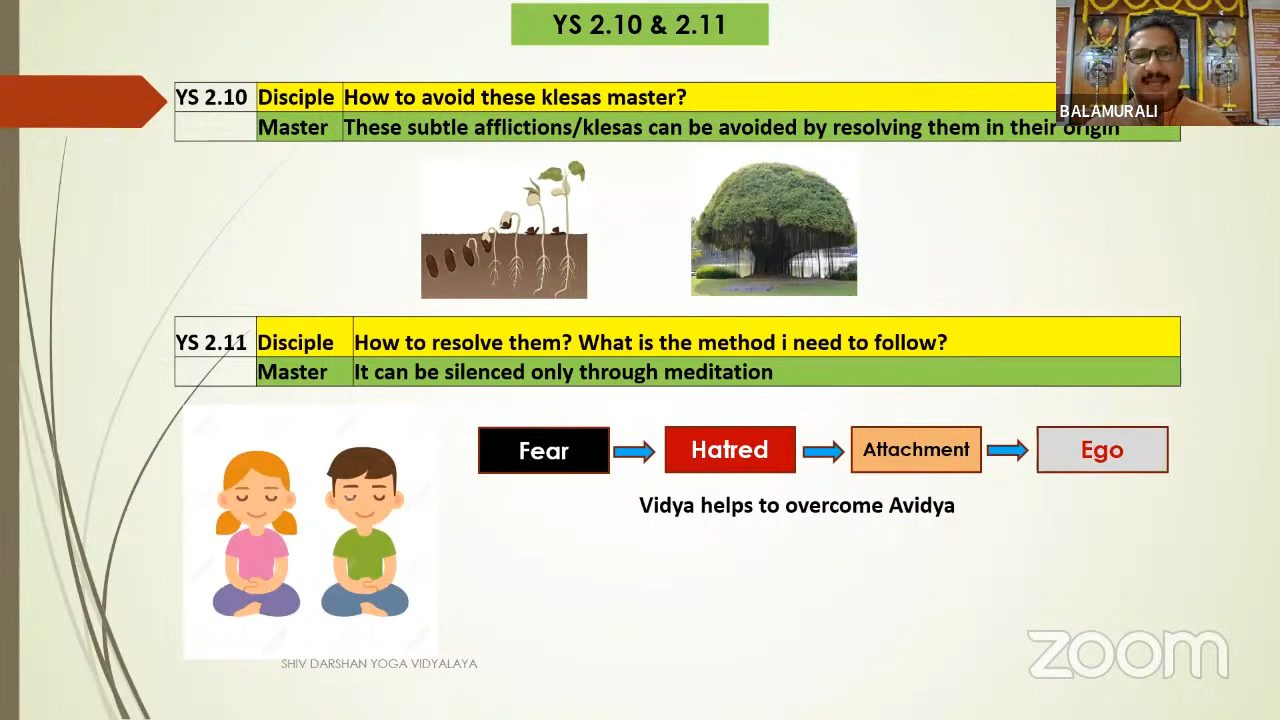 YS 2.10 & 2.11
BALAMURALI
YS 2.10 Disciple How to avoid these klesas master?
Master These subtle afflictions/klesas can be avoided by resolving them in their origin
YS 2.11 Disciple How to resolve them? What is the method i need to follow?
Master It can be silenced only through meditation
Fear Hatred Attachment Ego
Vidya helps to overcome Avidya
SHIV DARSHAN YOGA VIDYALAYA
zoom